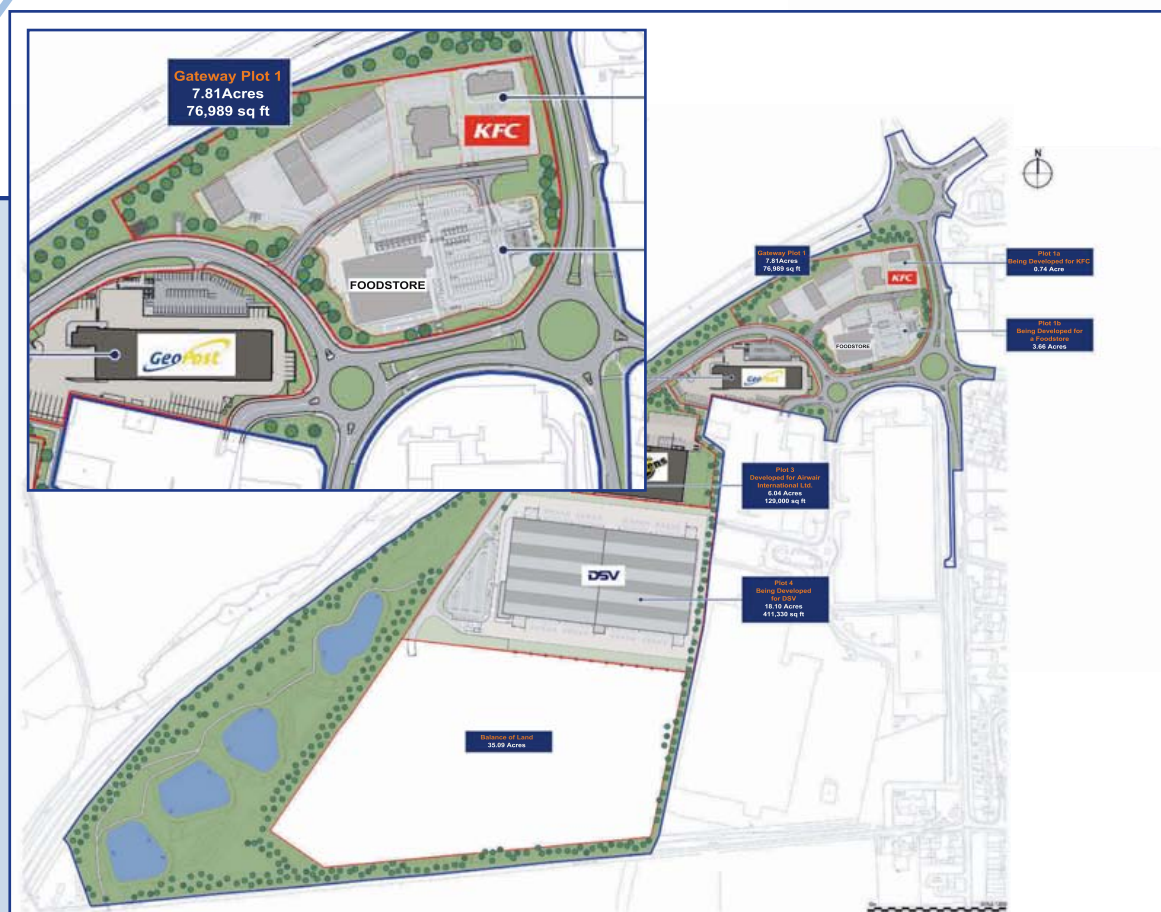 Gateway Plot 1
7.81Acres
76,989 sq ft
KFC
FOODSTORE
GeoPost
N
Gateway Plot 1
7.81Acres
76,989 sq ft
KFC
Plot 1a
Being Developed for KFC
0.74 Acre
Plot 1b
Being Developed for
a Foodstore
3.66 Acres
FOODSTORE
GeoPost
ens
Plot 3
Developed for Airwair
International Ltd.
6.04 Acres
129,000 sq ft
DSV
Plot 4
Being Developed
for DSV
18.10 Acres
411,330 sq ft
Balance of Land
35.09 Acres